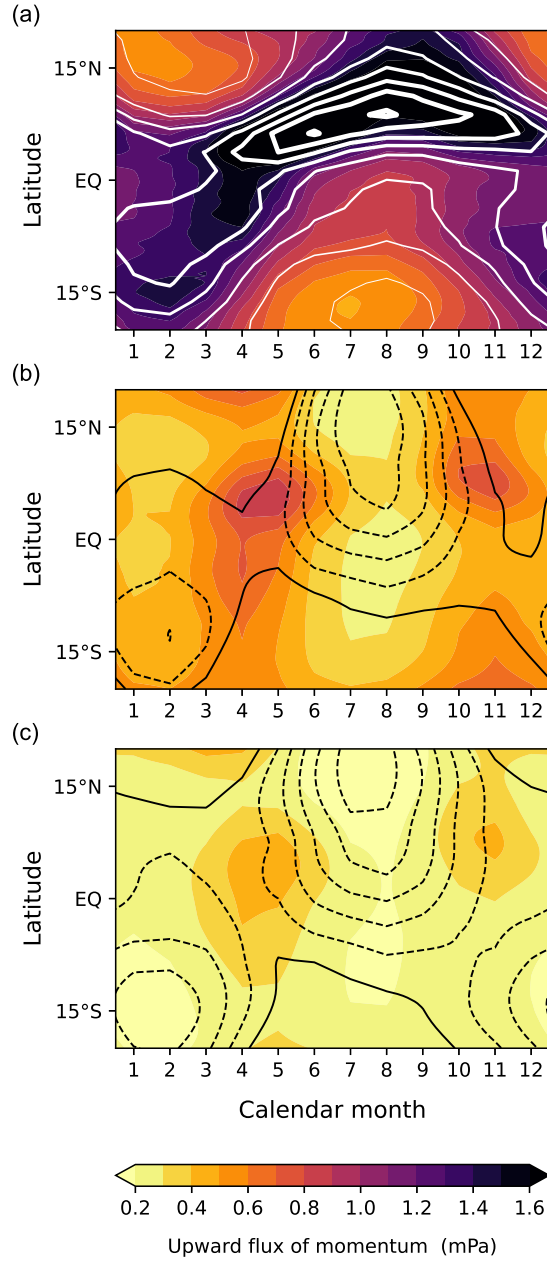 (a)
15°N
EQ
15°S
Latitude
1 2 3 4 5 6 7 8 9 10 11 12
(b)
15°N
EQ
15°S
Latitude
1 2 3 4 5 6 7 8 9 10 11 12
(c)
15°N
EQ
15°S
Latitude
1 2 3 4 5 6 7 8 9 10 11 12
Calendar month
0.2 0.4 0.6 0.8 1.0 1.2 1.4 1.6
Upward flux of momentum (mPa)